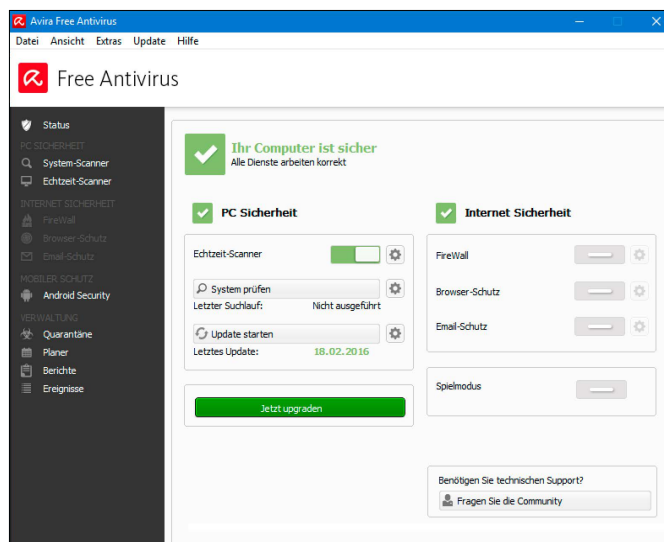 Avira Free Antivirus
Datei Ansicht Extras Update Hilfe
Free Antivirus
Status
PC SICHERHEIT
System-Scanner
Echtzeit-Scanner
INTERNET SICHERHEIT
FireWall
Browser-Schutz
Email-Schutz
MOBILER SCHUTZ
Android Security
VERWALTUNG
Quarantäne
Planer
Berichte
Ereignisse
Ihr Computer ist sicher
Alle Dienste arbeiten korrekt
PC Sicherheit
Echtzeit-Scanner
System prüfen
Letzter Suchlauf: Nicht ausgeführt
Update starten
Letztes Update: 18.02.2016
Jetzt upgraden
Internet Sicherheit
FireWall
Browser-Schutz
Email-Schutz
Spielmodus
Benötigen Sie technischen Support?
Fragen Sie die Community